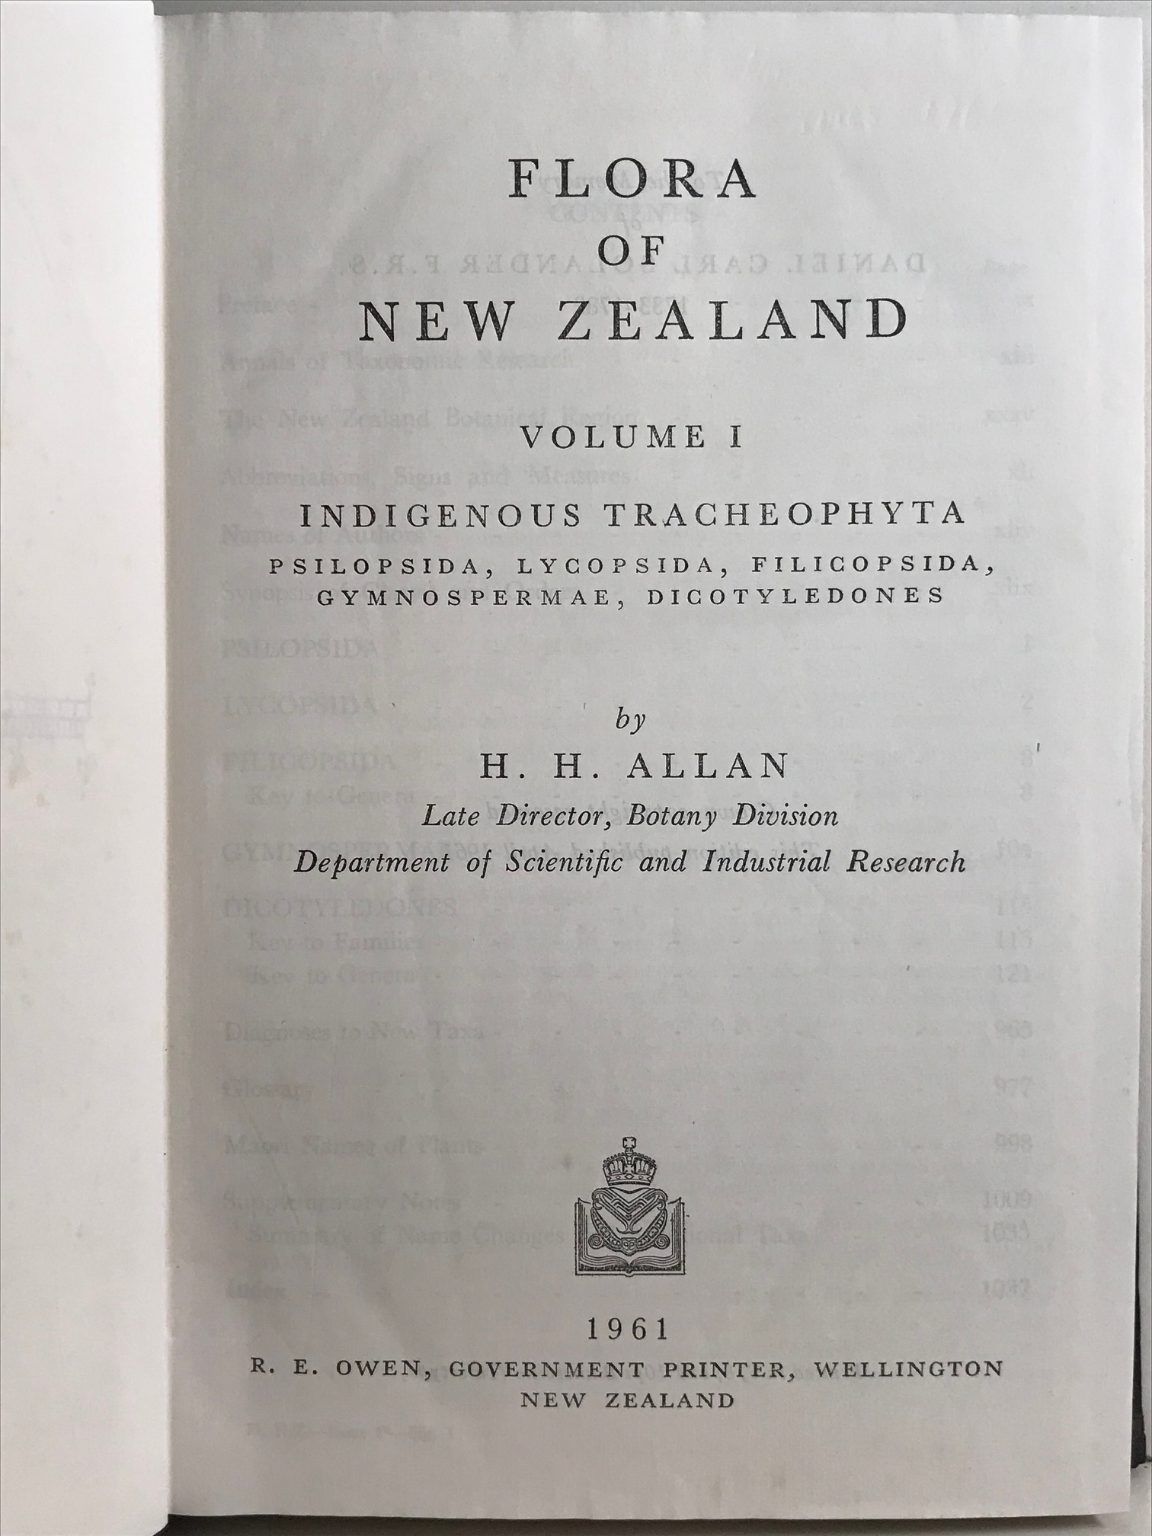 FLORA
OF
NEW ZEALAND
VOLUME I
INDIGENOUS TRACHEOPHYTA
PSILOPSIDA, LYCOPSIDA, FILICOPSIDA,
GYMNOSPERMAE, DICOTYLEDONES
by
H. H. ALLAN
Late Director, Botany Division
Department of Scientific and Industrial Research
1961
R. E. OWEN, GOVERNMENT PRINTER, WELLINGTON
NEW ZEALAND